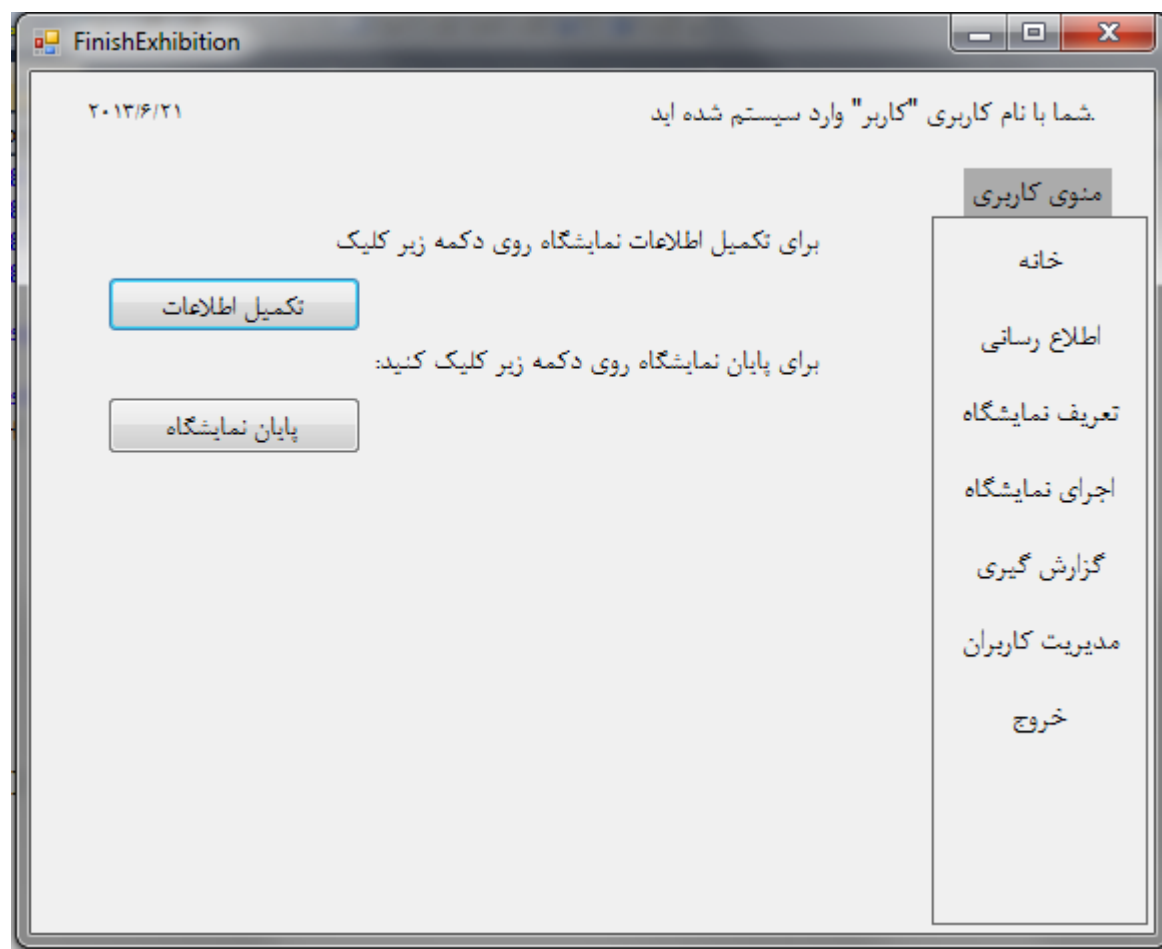 FinishExhibition
.شما با نام کاربری "کاربر" وارد سیستم شده اید
۲۰۱۳/۶/۲۱
منوی کاربری
خانه
اطلاع رسانی
تعریف نمایشگاه
اجرای نمایشگاه
گزارش گیری
مدیریت کاربران
خروج
برای تکمیل اطلاعات نمایشگاه روی دکمه زیر کلیک
تکمیل اطلاعات
برای پایان نمایشگاه روی دکمه زیر کلیک کنید:
پایان نمایشگاه